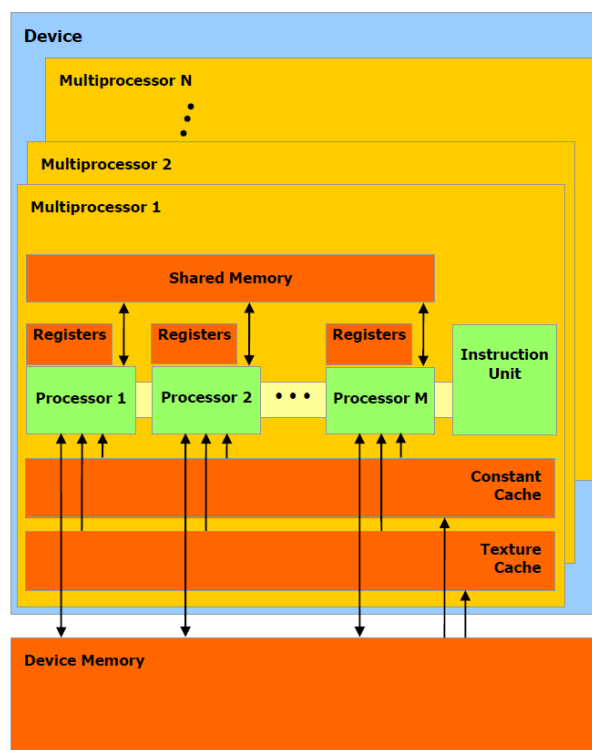 Device
Multiprocessor N
Multiprocessor 2
Multiprocessor 1
Shared Memory
Registers
Registers
Registers
Instruction
Unit
Processor 1
Processor 2
• • •
Processor M
Constant
Cache
Texture
Cache
Device Memory